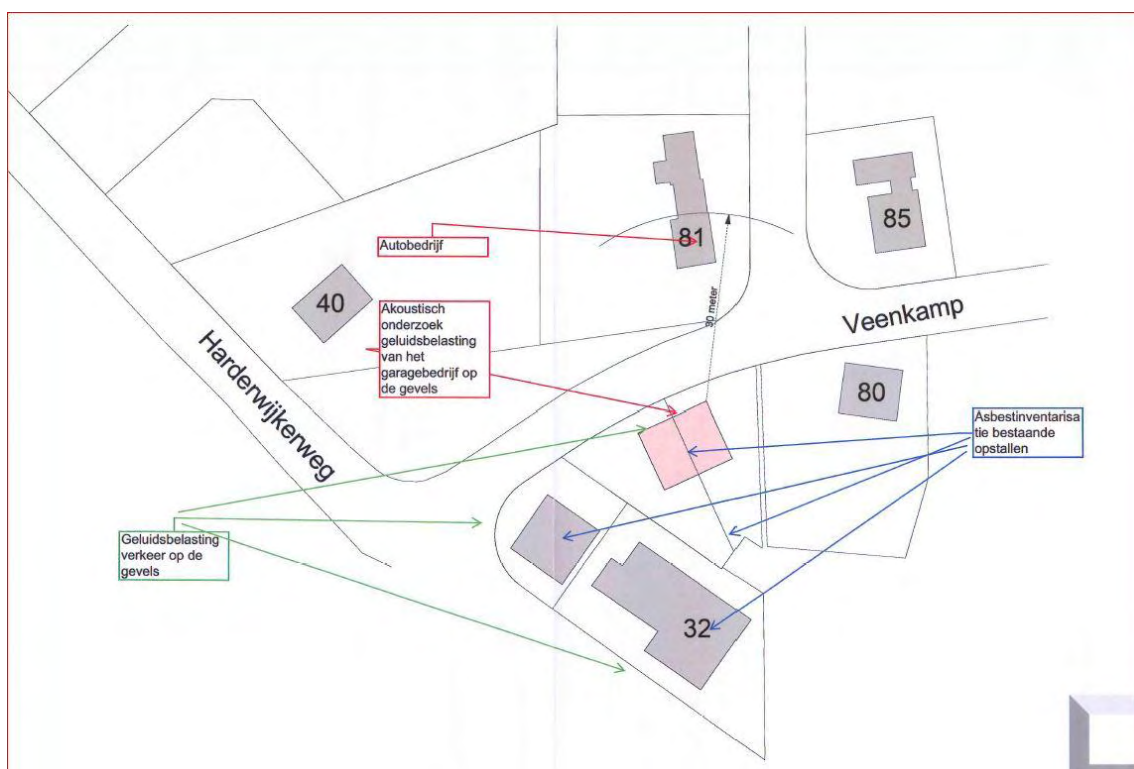 81
85
Autobedrijf
40
Akoustisch
onderzoek
geluidsbelasting
van het
garagebedrijf op
de gevels
30 meter
Veenkamp
Harderwijkerweg
80
Asbestinventarisa
tie bestaande
opstallen
Geluidsbelasting
verkeer op de
gevels
32